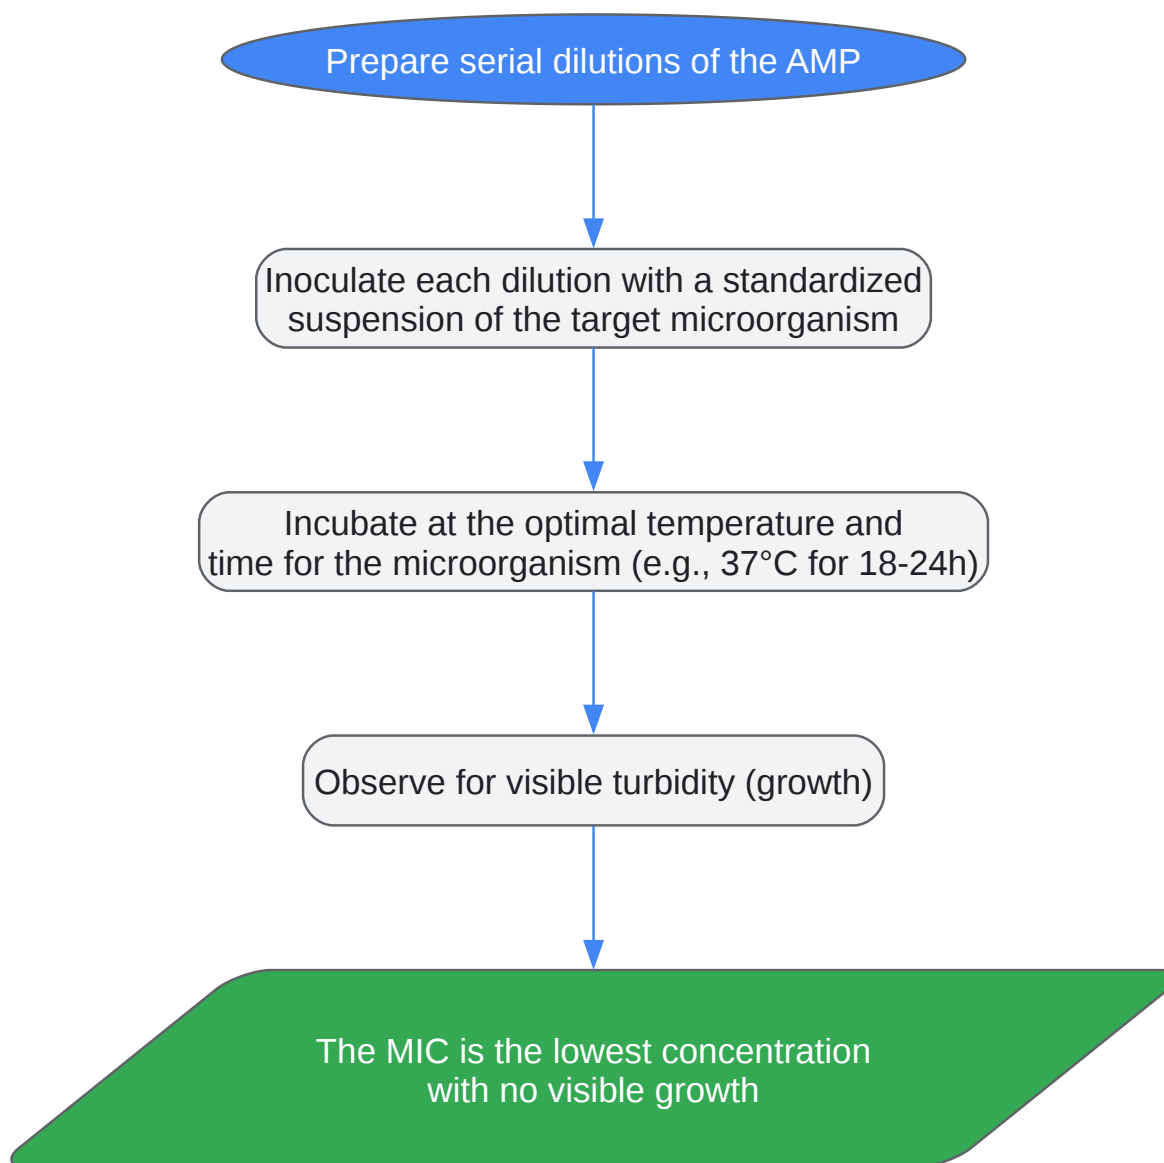 Prepare serial dilutions of the AMP
Inoculate each dilution with a standardized
suspension of the target microorganism
Incubate at the optimal temperature and
time for the microorganism (e.g., 37°C for 18-24h)
Observe for visible turbidity (growth)
The MIC is the lowest concentration
with no visible growth